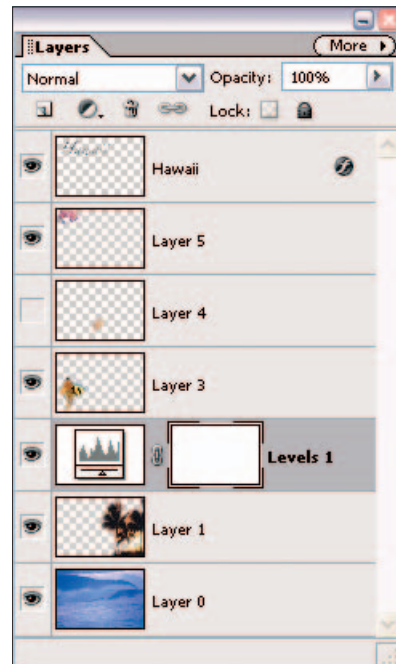 Layers
More
Normal
Opacity: 100%
Lock:
Hawaii
Layer 5
Layer 4
Layer 3
Levels 1
Layer 1
Layer 0